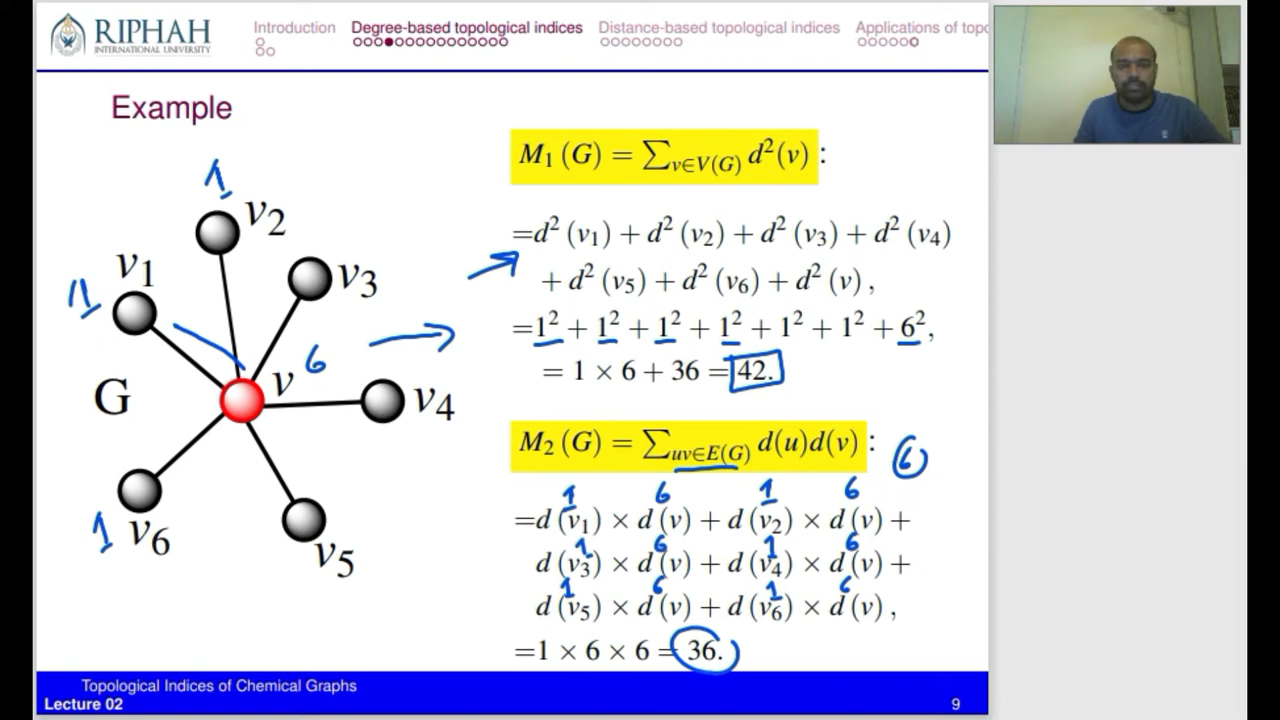 RIPHAH
INTERNATIONAL UNIVERSITY
Introduction Degree-based topological indices Distance-based topological indices Applications of topo
Example
1
v2
v1
1
v3
6
v
G
v4
1
v6
v5
M1 (G) = ∑v∈V(G) d²(v) :
=d² (v1) + d² (v2) + d² (v3) + d² (v4)
+ d² (v5) + d² (v6) + d² (v) ,
=1² + 1² + 1² + 1² + 1² + 1² + 6²,
= 1 × 6 + 36 = 42.
M2 (G) = ∑uv∈E(G) d(u)d(v) : 6
1 6 1 6
=d (v1) × d (v) + d (v2) × d (v) +
1 6 1 6
d (v3) × d (v) + d (v4) × d (v) +
1 6 1 6
d (v5) × d (v) + d (v6) × d (v) ,
=1 × 6 × 6 = 36.
Topological Indices of Chemical Graphs
Lecture 02 9